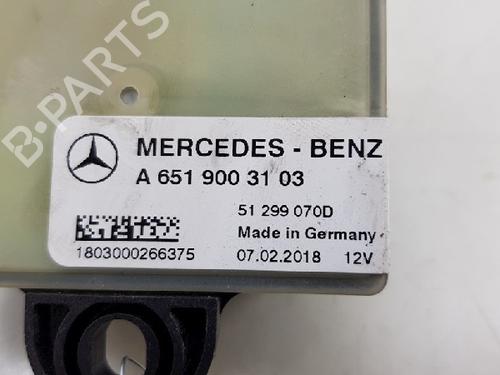 B-PARTS
MERCEDES - BENZ
A 651 900 31 03
51 299 070D
Made in Germany
1803000266375
07.02.2018 12V